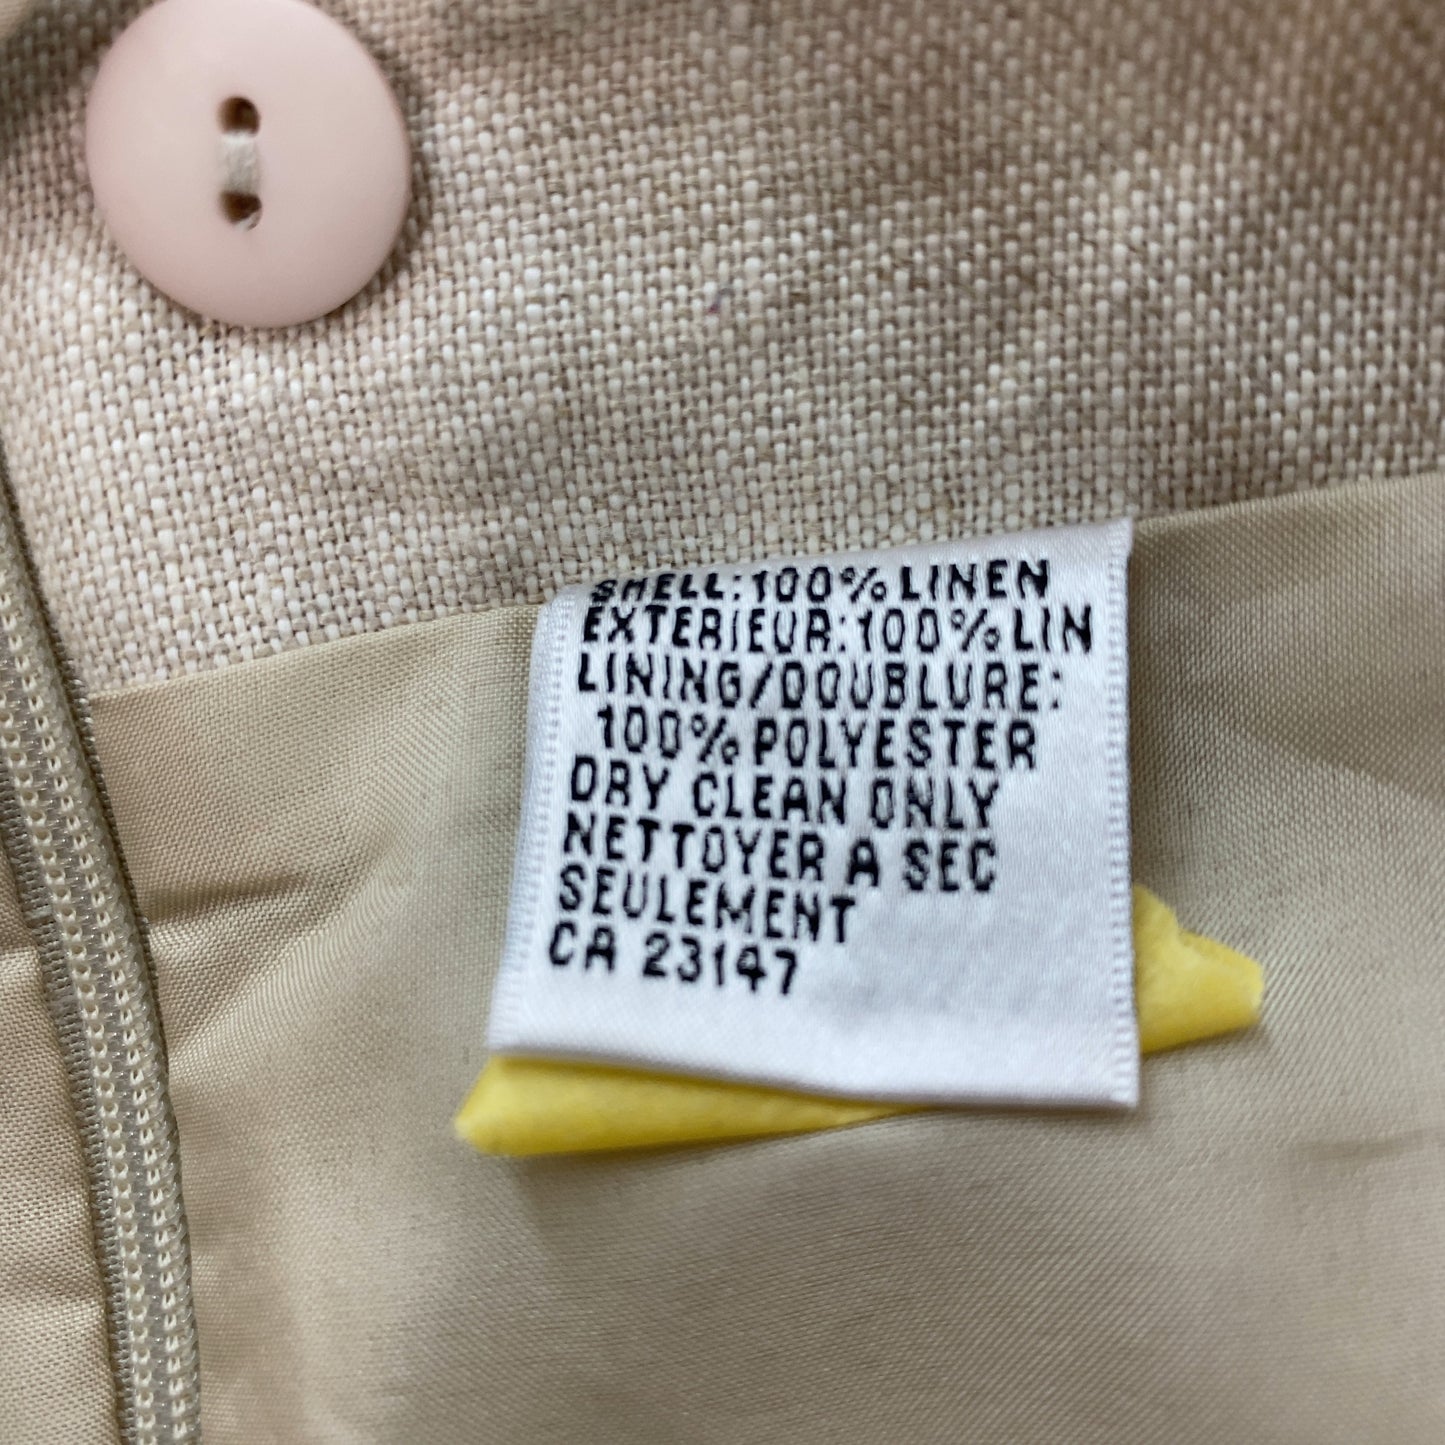 SHELL:100% LINEN
EXTERIEUR:100% LIN
LINING/DOUBLURE:
100% POLYESTER
DRY CLEAN ONLY
NETTOYER A SEC
SEULEMENT
CA 23147